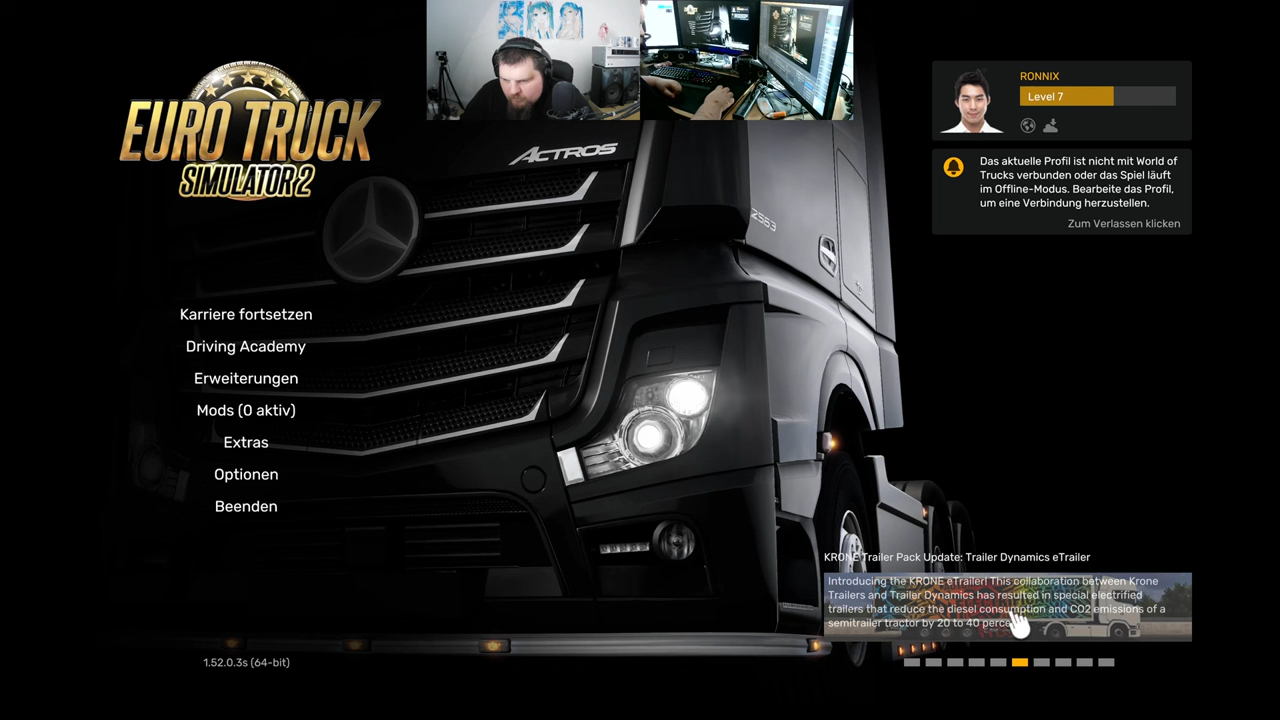 EURO TRUCK
SIMULATOR 2
ACTROS
2563
RONNIX
Level 7
Das aktuelle Profil ist nicht mit World of
Trucks verbunden oder das Spiel läuft
im Offline-Modus. Bearbeite das Profil,
um eine Verbindung herzustellen.
Zum Verlassen klicken
Karriere fortsetzen
Driving Academy
Erweiterungen
Mods (0 aktiv)
Extras
Optionen
Beenden
KRONE Trailer Pack Update: Trailer Dynamics eTrailer
Introducing the KRONE eTrailer! This collaboration between Krone
Trailers and Trailer Dynamics has resulted in special electrified
trailers that reduce the diesel consumption and CO2 emissions of a
semitrailer tractor by 20 to 40 perce
1.52.0.3s (64-bit)